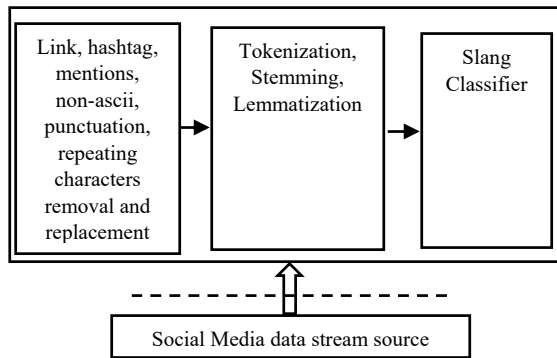 Link, hashtag,
mentions,
non-ascii,
punctuation,
repeating
characters
removal and
replacement
Tokenization,
Stemming,
Lemmatization
Slang
Classifier
Social Media data stream source